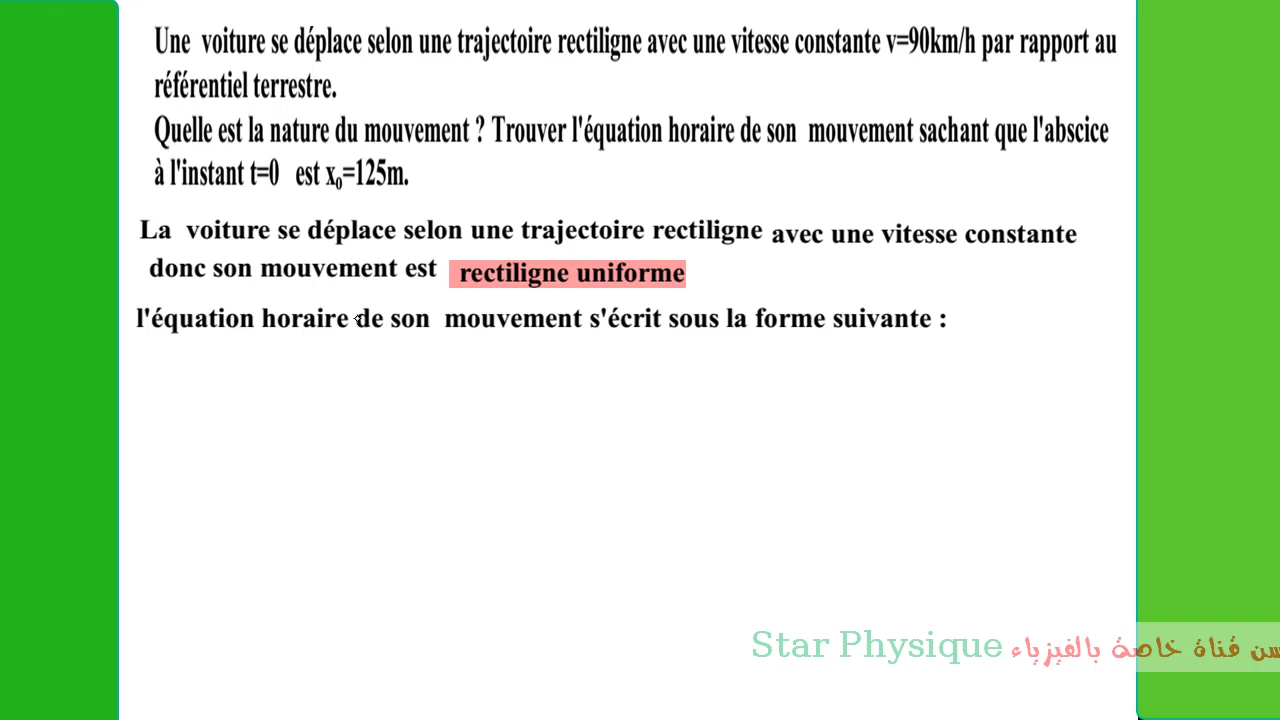 Une voiture se déplace selon une trajectoire rectiligne avec une vitesse constante v=90km/h par rapport au
référentiel terrestre.
Quelle est la nature du mouvement ? Trouver l'équation horaire de son mouvement sachant que l'abscice
à l'instant t=0 est x₀=125m.
La voiture se déplace selon une trajectoire rectiligne avec une vitesse constante
donc son mouvement est rectiligne uniforme
l'équation horaire de son mouvement s'écrit sous la forme suivante :
Star Physique سن قناة خاصة بالفيزياء